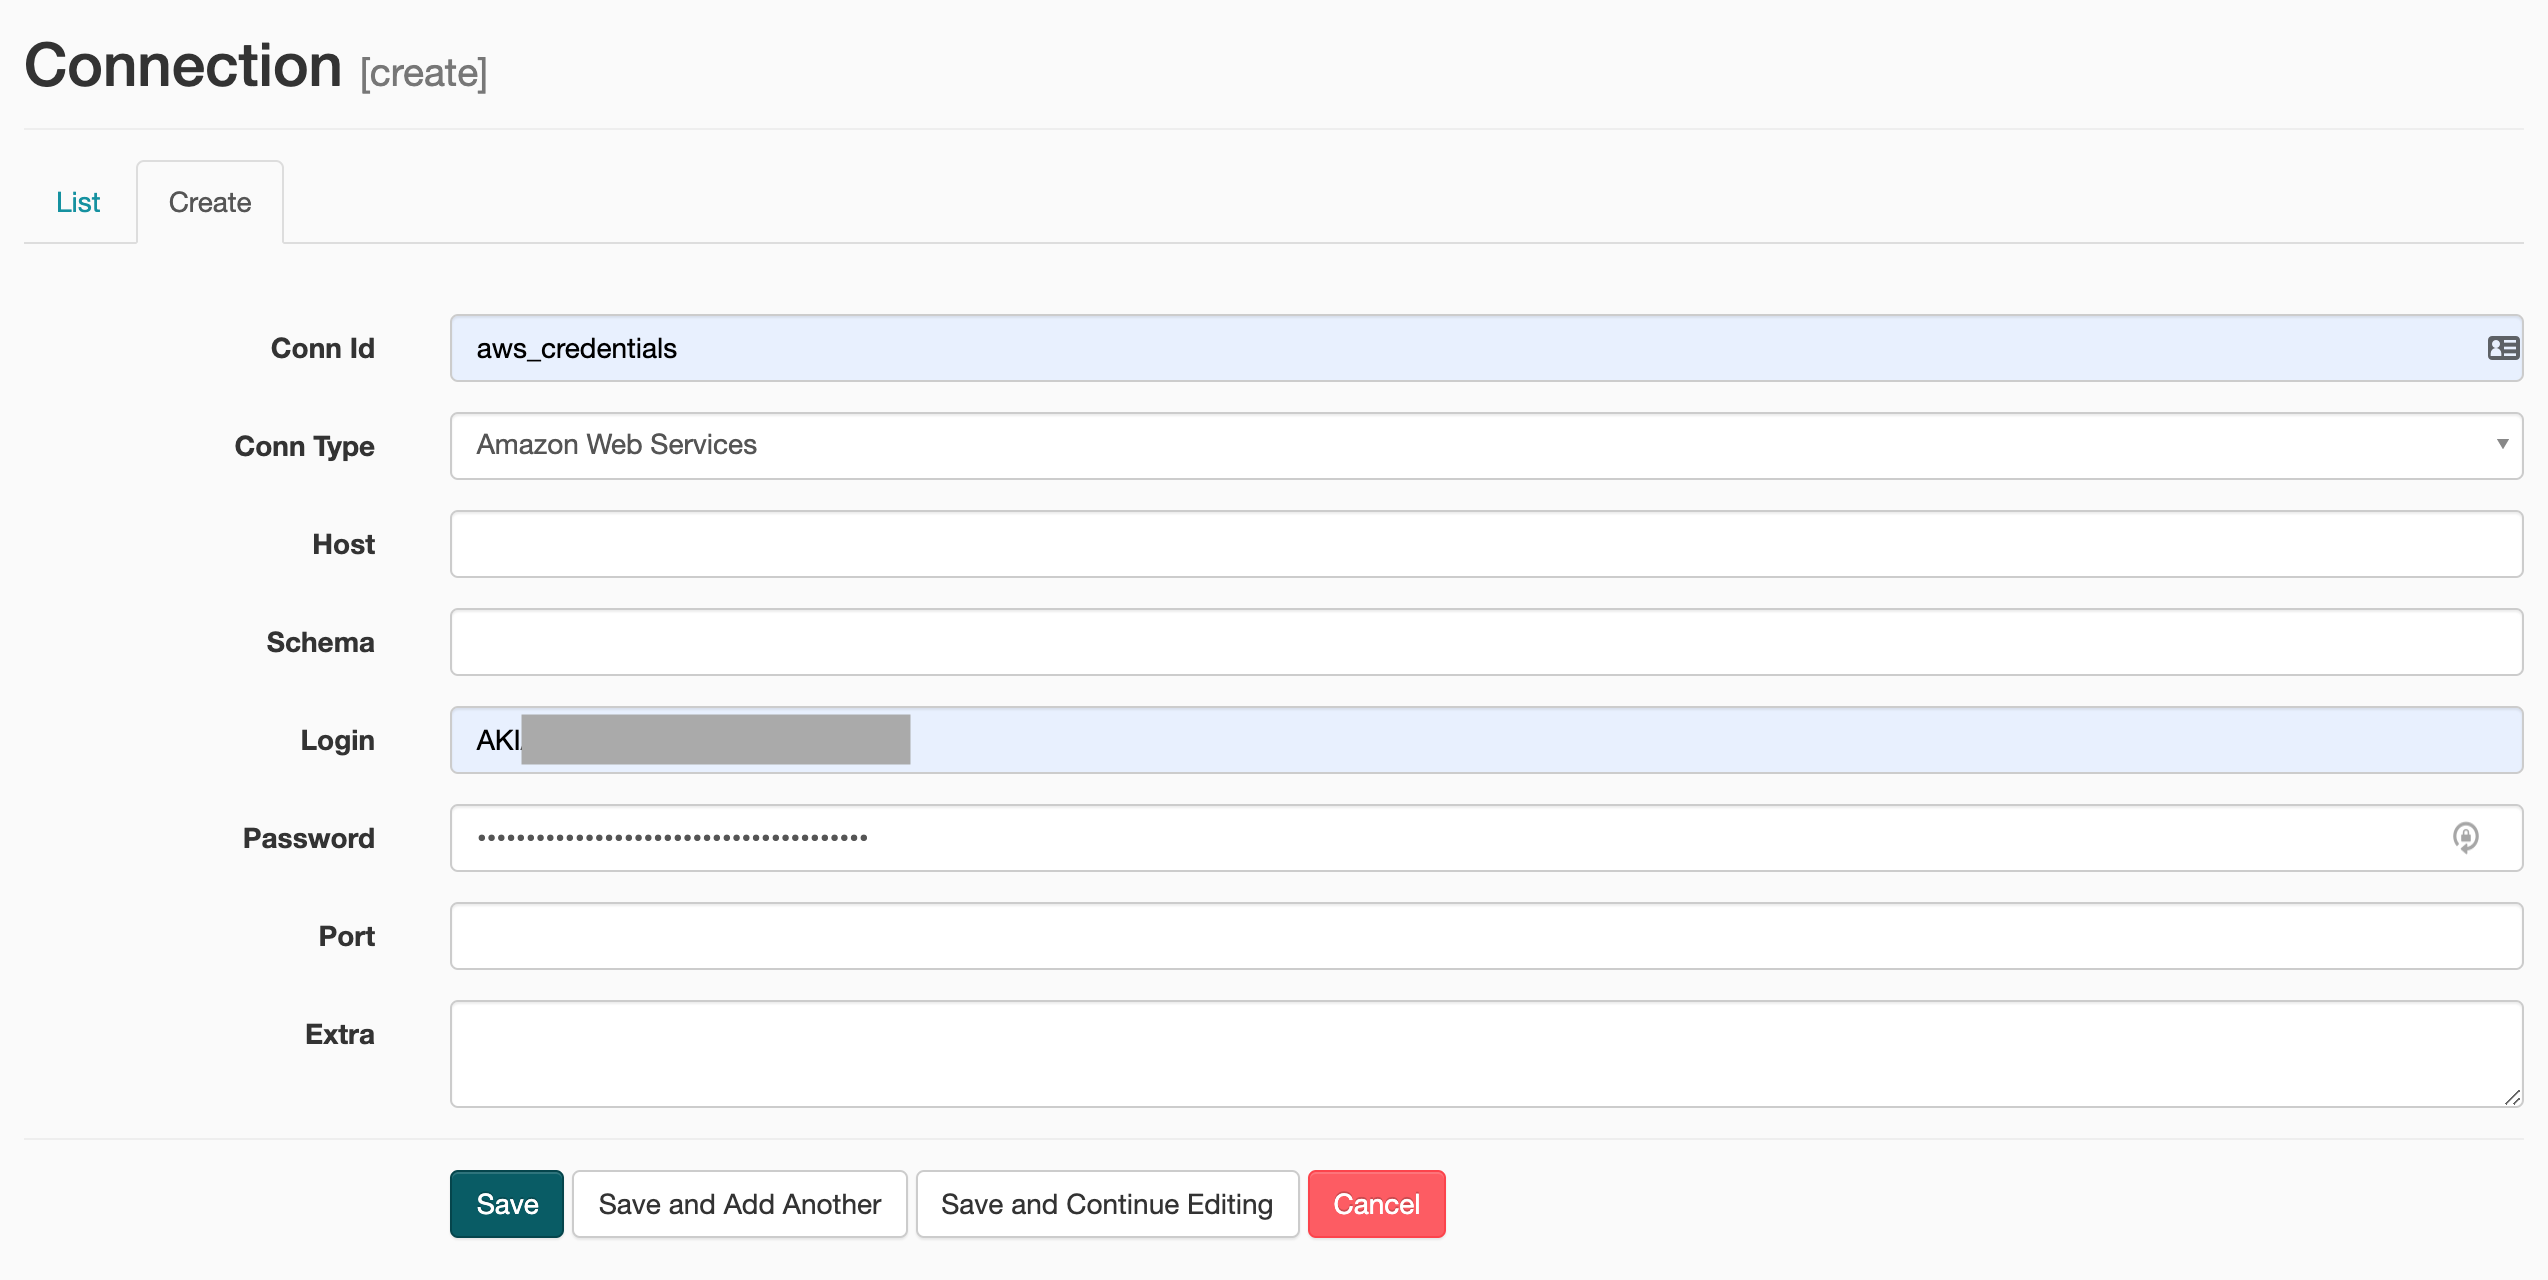 Connection [create]
List
Create
Conn Id
aws_credentials
Conn Type
Amazon Web Services
Host
Schema
Login
AKI
Password
••••••••••••••••••••••••••••••••••••••••
Port
Extra
Save
Save and Add Another
Save and Continue Editing
Cancel